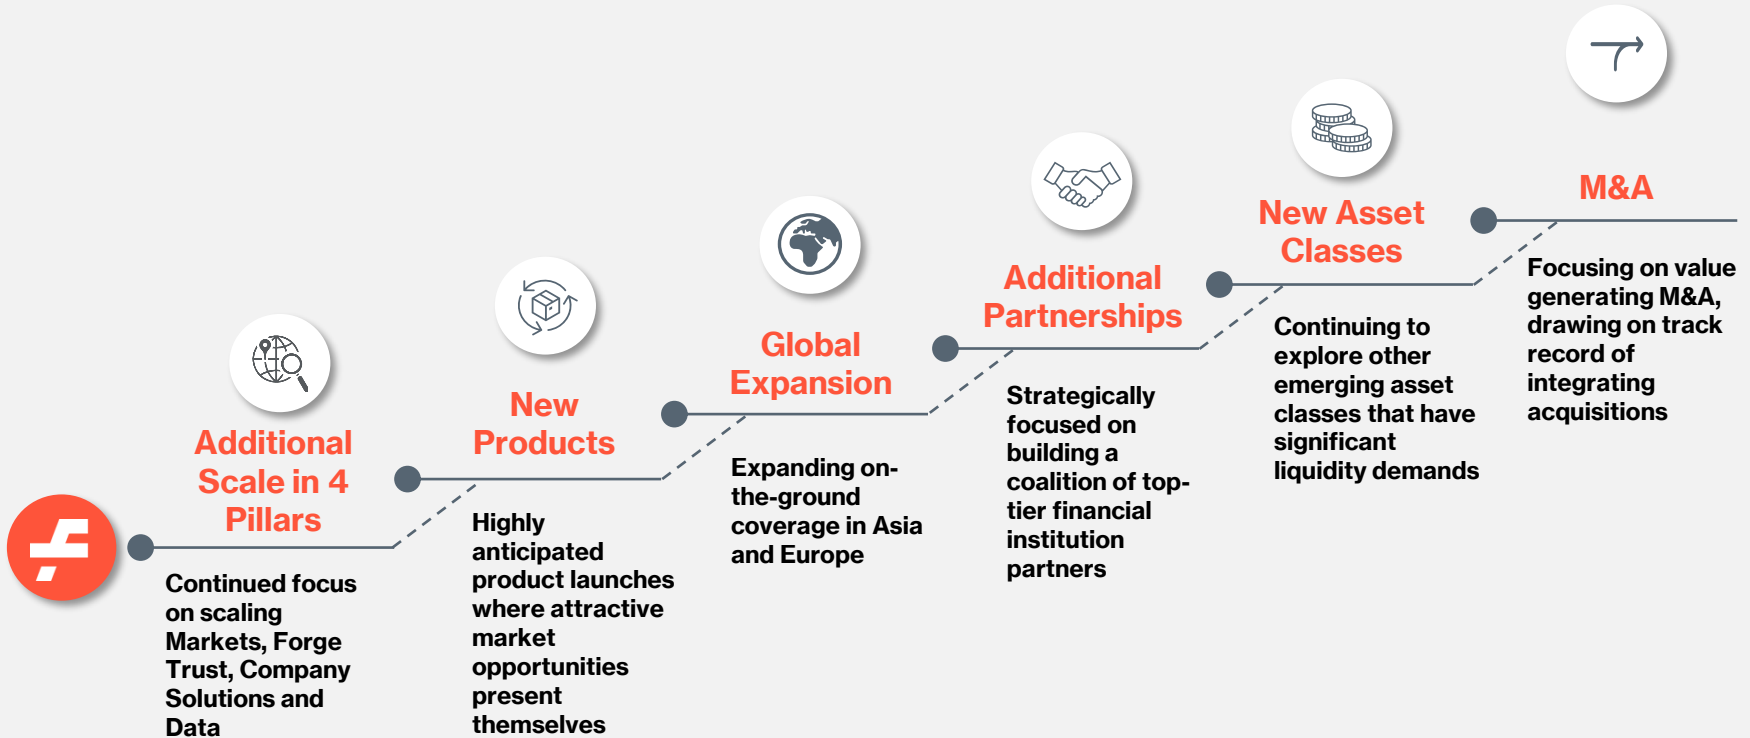 Additional
Scale in 4
Pillars
Continued focus
on scaling
Markets, Forge
Trust, Company
Solutions and
Data
New
Products
Highly
anticipated
product launches
where attractive
market
opportunities
present
themselves
Global
Expansion
Expanding on-
the-ground
coverage in Asia
and Europe
Additional
Partnerships
Strategically
focused on
building a
coalition of top-
tier financial
institution
partners
New Asset
Classes
Continuing to
explore other
emerging asset
classes that have
significant
liquidity demands
M&A
Focusing on value
generating M&A,
drawing on track
record of
integrating
acquisitions